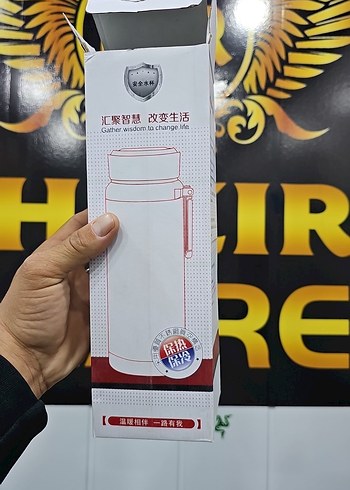 安全水杯
汇聚智慧 改变生活
Gather wisdom to change life
保热
保冷
【温暖相伴 一路有我】